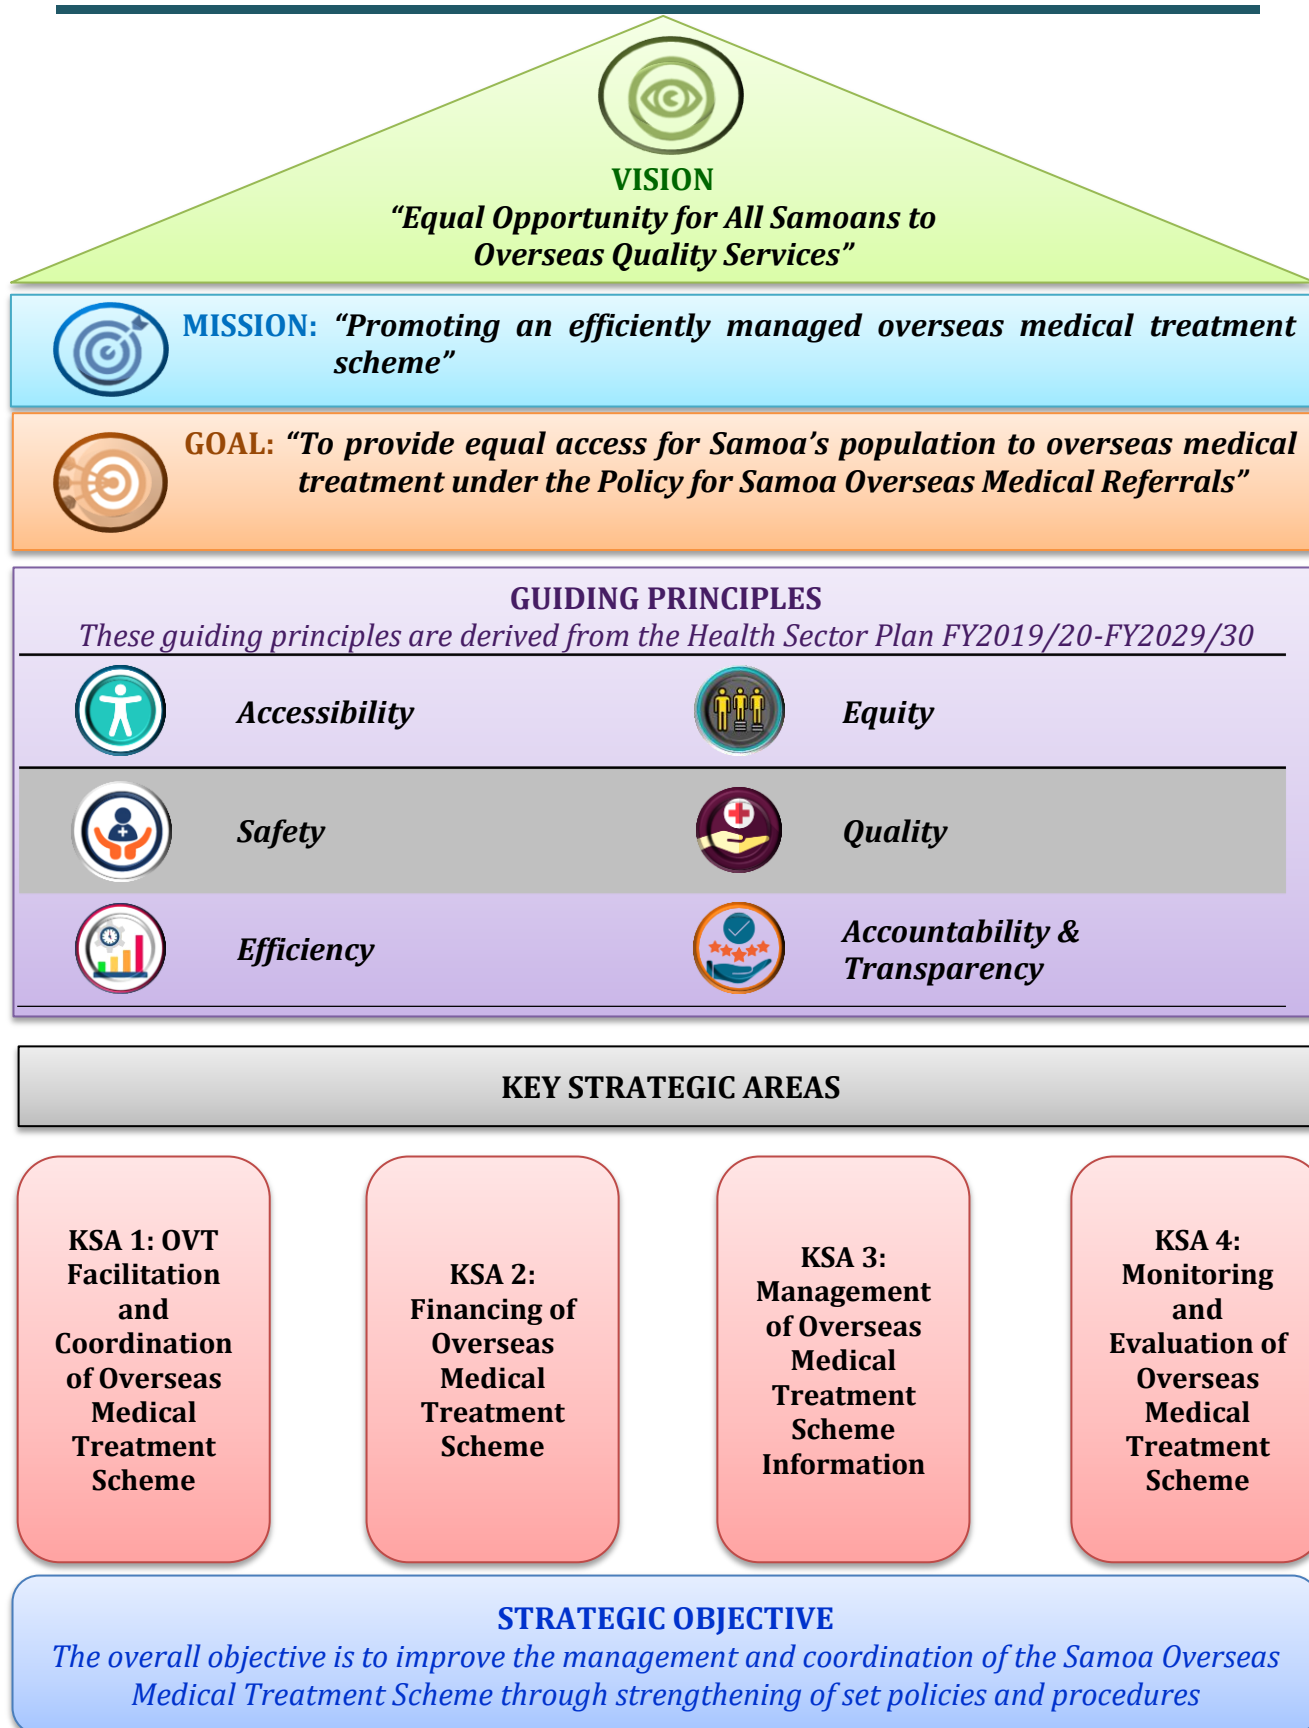 VISION
“Equal Opportunity for All Samoans to
Overseas Quality Services”
MISSION: “Promoting an efficiently managed overseas medical treatment
scheme”
GOAL: “To provide equal access for Samoa’s population to overseas medical
treatment under the Policy for Samoa Overseas Medical Referrals”
GUIDING PRINCIPLES
These guiding principles are derived from the Health Sector Plan FY2019/20-FY2029/30
Accessibility
Equity
Safety
Quality
Efficiency
Accountability &
Transparency
KEY STRATEGIC AREAS
KSA 1: OVT
Facilitation
and
Coordination
of Overseas
Medical
Treatment
Scheme
KSA 2:
Financing of
Overseas
Medical
Treatment
Scheme
KSA 3:
Management
of Overseas
Medical
Treatment
Scheme
Information
KSA 4:
Monitoring
and
Evaluation of
Overseas
Medical
Treatment
Scheme
STRATEGIC OBJECTIVE
The overall objective is to improve the management and coordination of the Samoa Overseas
Medical Treatment Scheme through strengthening of set policies and procedures